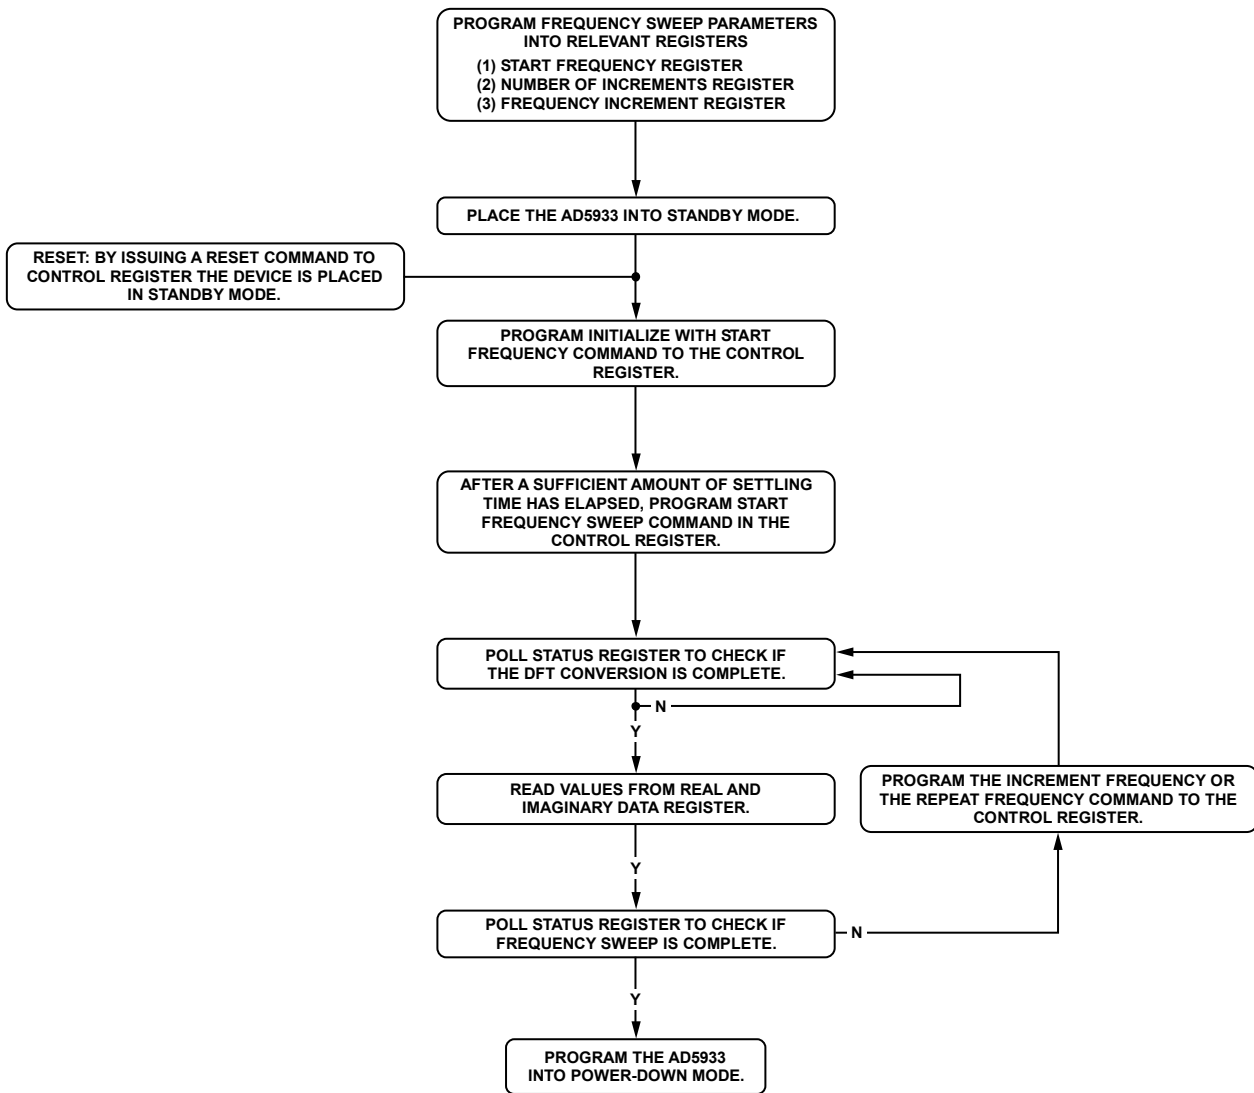 PROGRAM FREQUENCY SWEEP PARAMETERS
INTO RELEVANT REGISTERS
(1) START FREQUENCY REGISTER
(2) NUMBER OF INCREMENTS REGISTER
(3) FREQUENCY INCREMENT REGISTER
PLACE THE AD5933 INTO STANDBY MODE.
RESET: BY ISSUING A RESET COMMAND TO
CONTROL REGISTER THE DEVICE IS PLACED
IN STANDBY MODE.
PROGRAM INITIALIZE WITH START
FREQUENCY COMMAND TO THE CONTROL
REGISTER.
AFTER A SUFFICIENT AMOUNT OF SETTLING
TIME HAS ELAPSED, PROGRAM START
FREQUENCY SWEEP COMMAND IN THE
CONTROL REGISTER.
POLL STATUS REGISTER TO CHECK IF
THE DFT CONVERSION IS COMPLETE.
N
Y
READ VALUES FROM REAL AND
IMAGINARY DATA REGISTER.
PROGRAM THE INCREMENT FREQUENCY OR
THE REPEAT FREQUENCY COMMAND TO THE
CONTROL REGISTER.
Y
POLL STATUS REGISTER TO CHECK IF
FREQUENCY SWEEP IS COMPLETE.
N
Y
PROGRAM THE AD5933
INTO POWER-DOWN MODE.